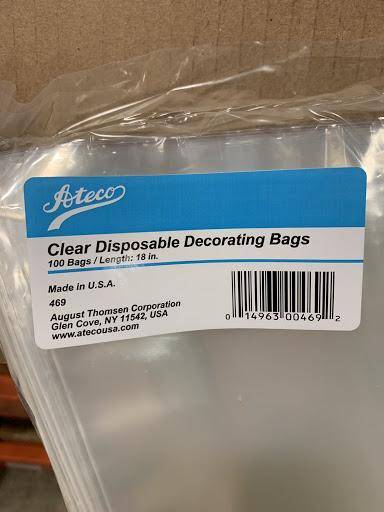 Ateco
Clear Disposable Decorating Bags
100 Bags / Length: 18 in.
Made in U.S.A.
469
August Thomsen Corporation
Glen Cove, NY 11542, USA
www.atecousa.com
0 14963 00469 2